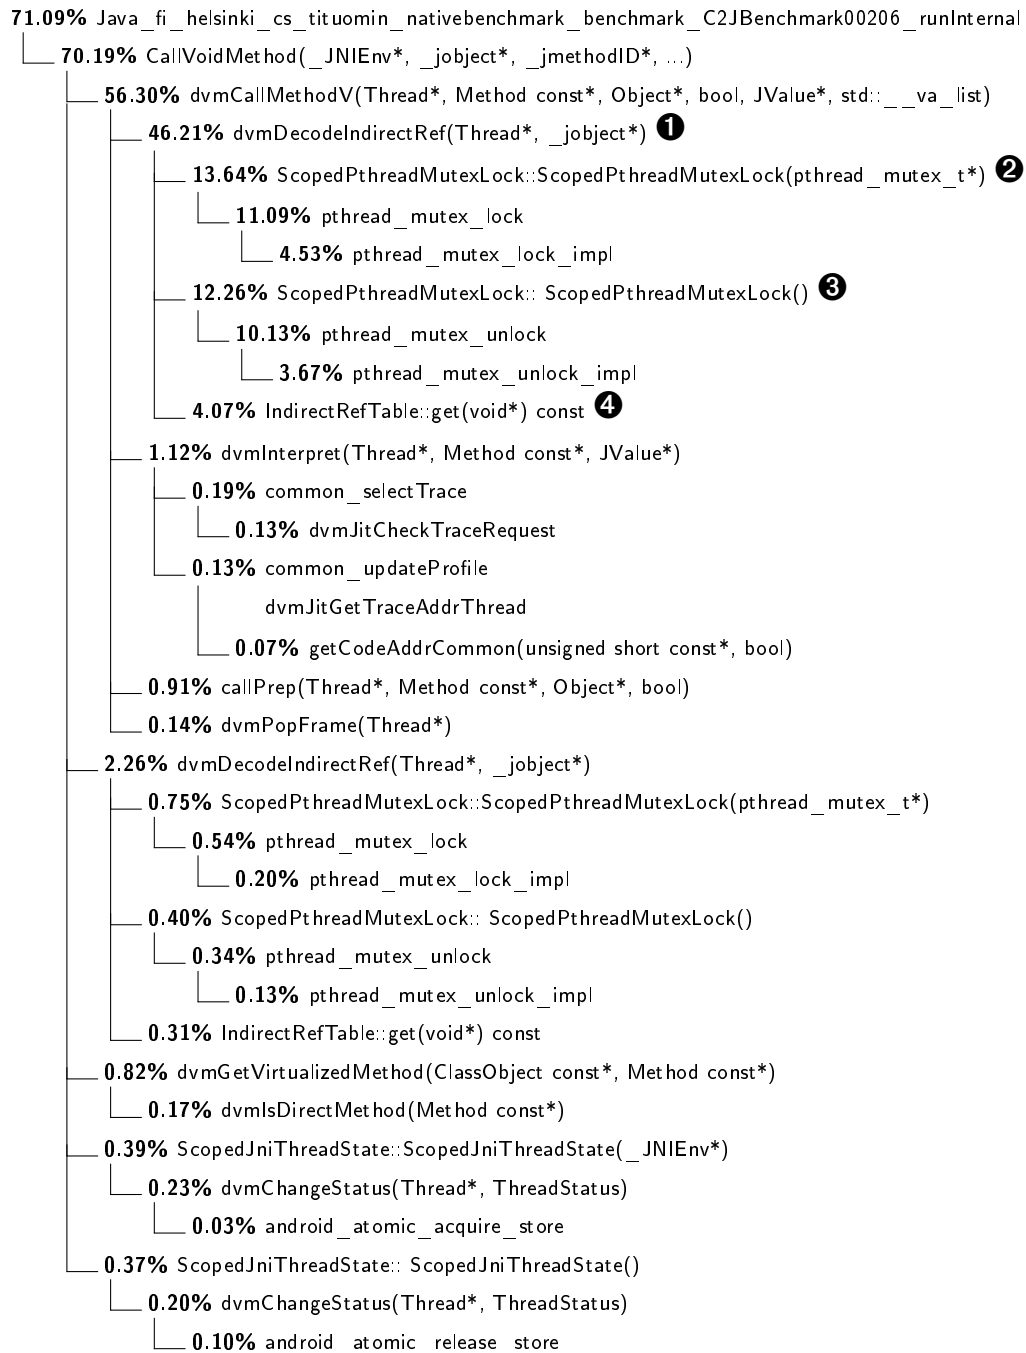 71.09% Java_fi_helsinki_cs_tituomin_nativebenchmark_benchmark_C2JBenchmark00206_runInternal
70.19% CallVoidMethod(_JNIEnv*, _jobject*, _jmethodID*, ...)
56.30% dvmCallMethodV(Thread*, Method const*, Object*, bool, JValue*, std::__va_list)
46.21% dvmDecodeIndirectRef(Thread*, _jobject*) ❶
13.64% ScopedPthreadMutexLock::ScopedPthreadMutexLock(pthread_mutex_t*) ❷
11.09% pthread_mutex_lock
4.53% pthread_mutex_lock_impl
12.26% ScopedPthreadMutexLock:: ScopedPthreadMutexLock() ❸
10.13% pthread_mutex_unlock
3.67% pthread_mutex_unlock_impl
4.07% IndirectRefTable::get(void*) const ❹
1.12% dvmInterpret(Thread*, Method const*, JValue*)
0.19% common_selectTrace
0.13% dvmJitCheckTraceRequest
0.13% common_updateProfile
dvmJitGetTraceAddrThread
0.07% getCodeAddrCommon(unsigned short const*, bool)
0.91% callPrep(Thread*, Method const*, Object*, bool)
0.14% dvmPopFrame(Thread*)
2.26% dvmDecodeIndirectRef(Thread*, _jobject*)
0.75% ScopedPthreadMutexLock::ScopedPthreadMutexLock(pthread_mutex_t*)
0.54% pthread_mutex_lock
0.20% pthread_mutex_lock_impl
0.40% ScopedPthreadMutexLock:: ScopedPthreadMutexLock()
0.34% pthread_mutex_unlock
0.13% pthread_mutex_unlock_impl
0.31% IndirectRefTable::get(void*) const
0.82% dvmGetVirtualizedMethod(ClassObject const*, Method const*)
0.17% dvmIsDirectMethod(Method const*)
0.39% ScopedJniThreadState::ScopedJniThreadState(_JNIEnv*)
0.23% dvmChangeStatus(Thread*, ThreadStatus)
0.03% android_atomic_acquire_store
0.37% ScopedJniThreadState:: ScopedJniThreadState()
0.20% dvmChangeStatus(Thread*, ThreadStatus)
0.10% android_atomic_release_store